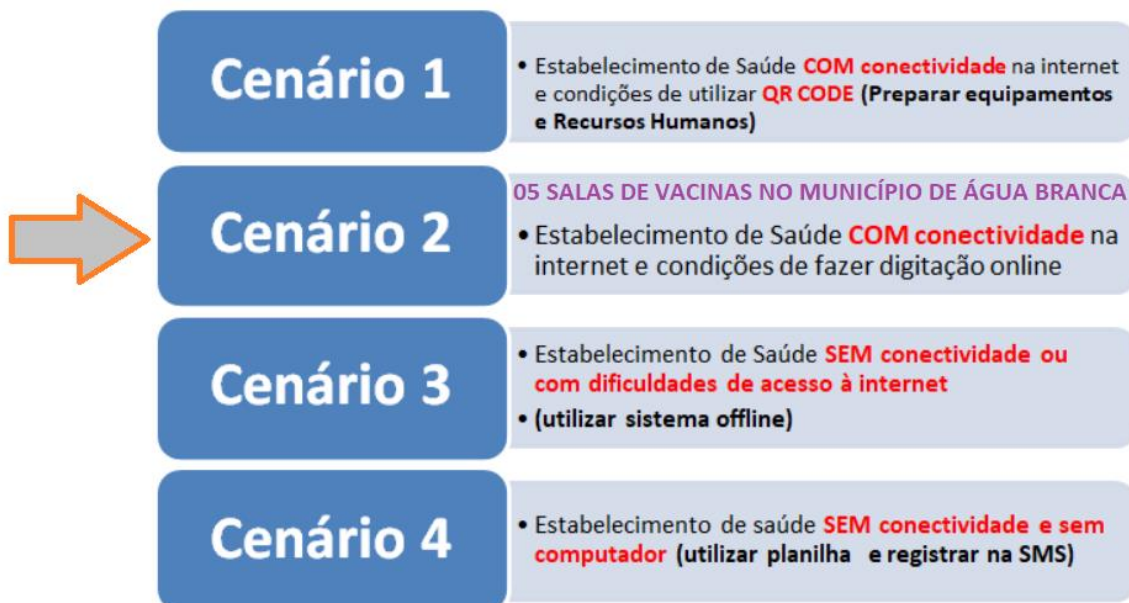 Cenário 1
• Estabelecimento de Saúde COM conectividade na internet
e condições de utilizar QR CODE (Preparar equipamentos
e Recursos Humanos)
Cenário 2
05 SALAS DE VACINAS NO MUNICÍPIO DE ÁGUA BRANCA
• Estabelecimento de Saúde COM conectividade na
internet e condições de fazer digitação online
Cenário 3
• Estabelecimento de Saúde SEM conectividade ou
com dificuldades de acesso à internet
• (utilizar sistema offline)
Cenário 4
• Estabelecimento de saúde SEM conectividade e sem
computador (utilizar planilha e registrar na SMS)